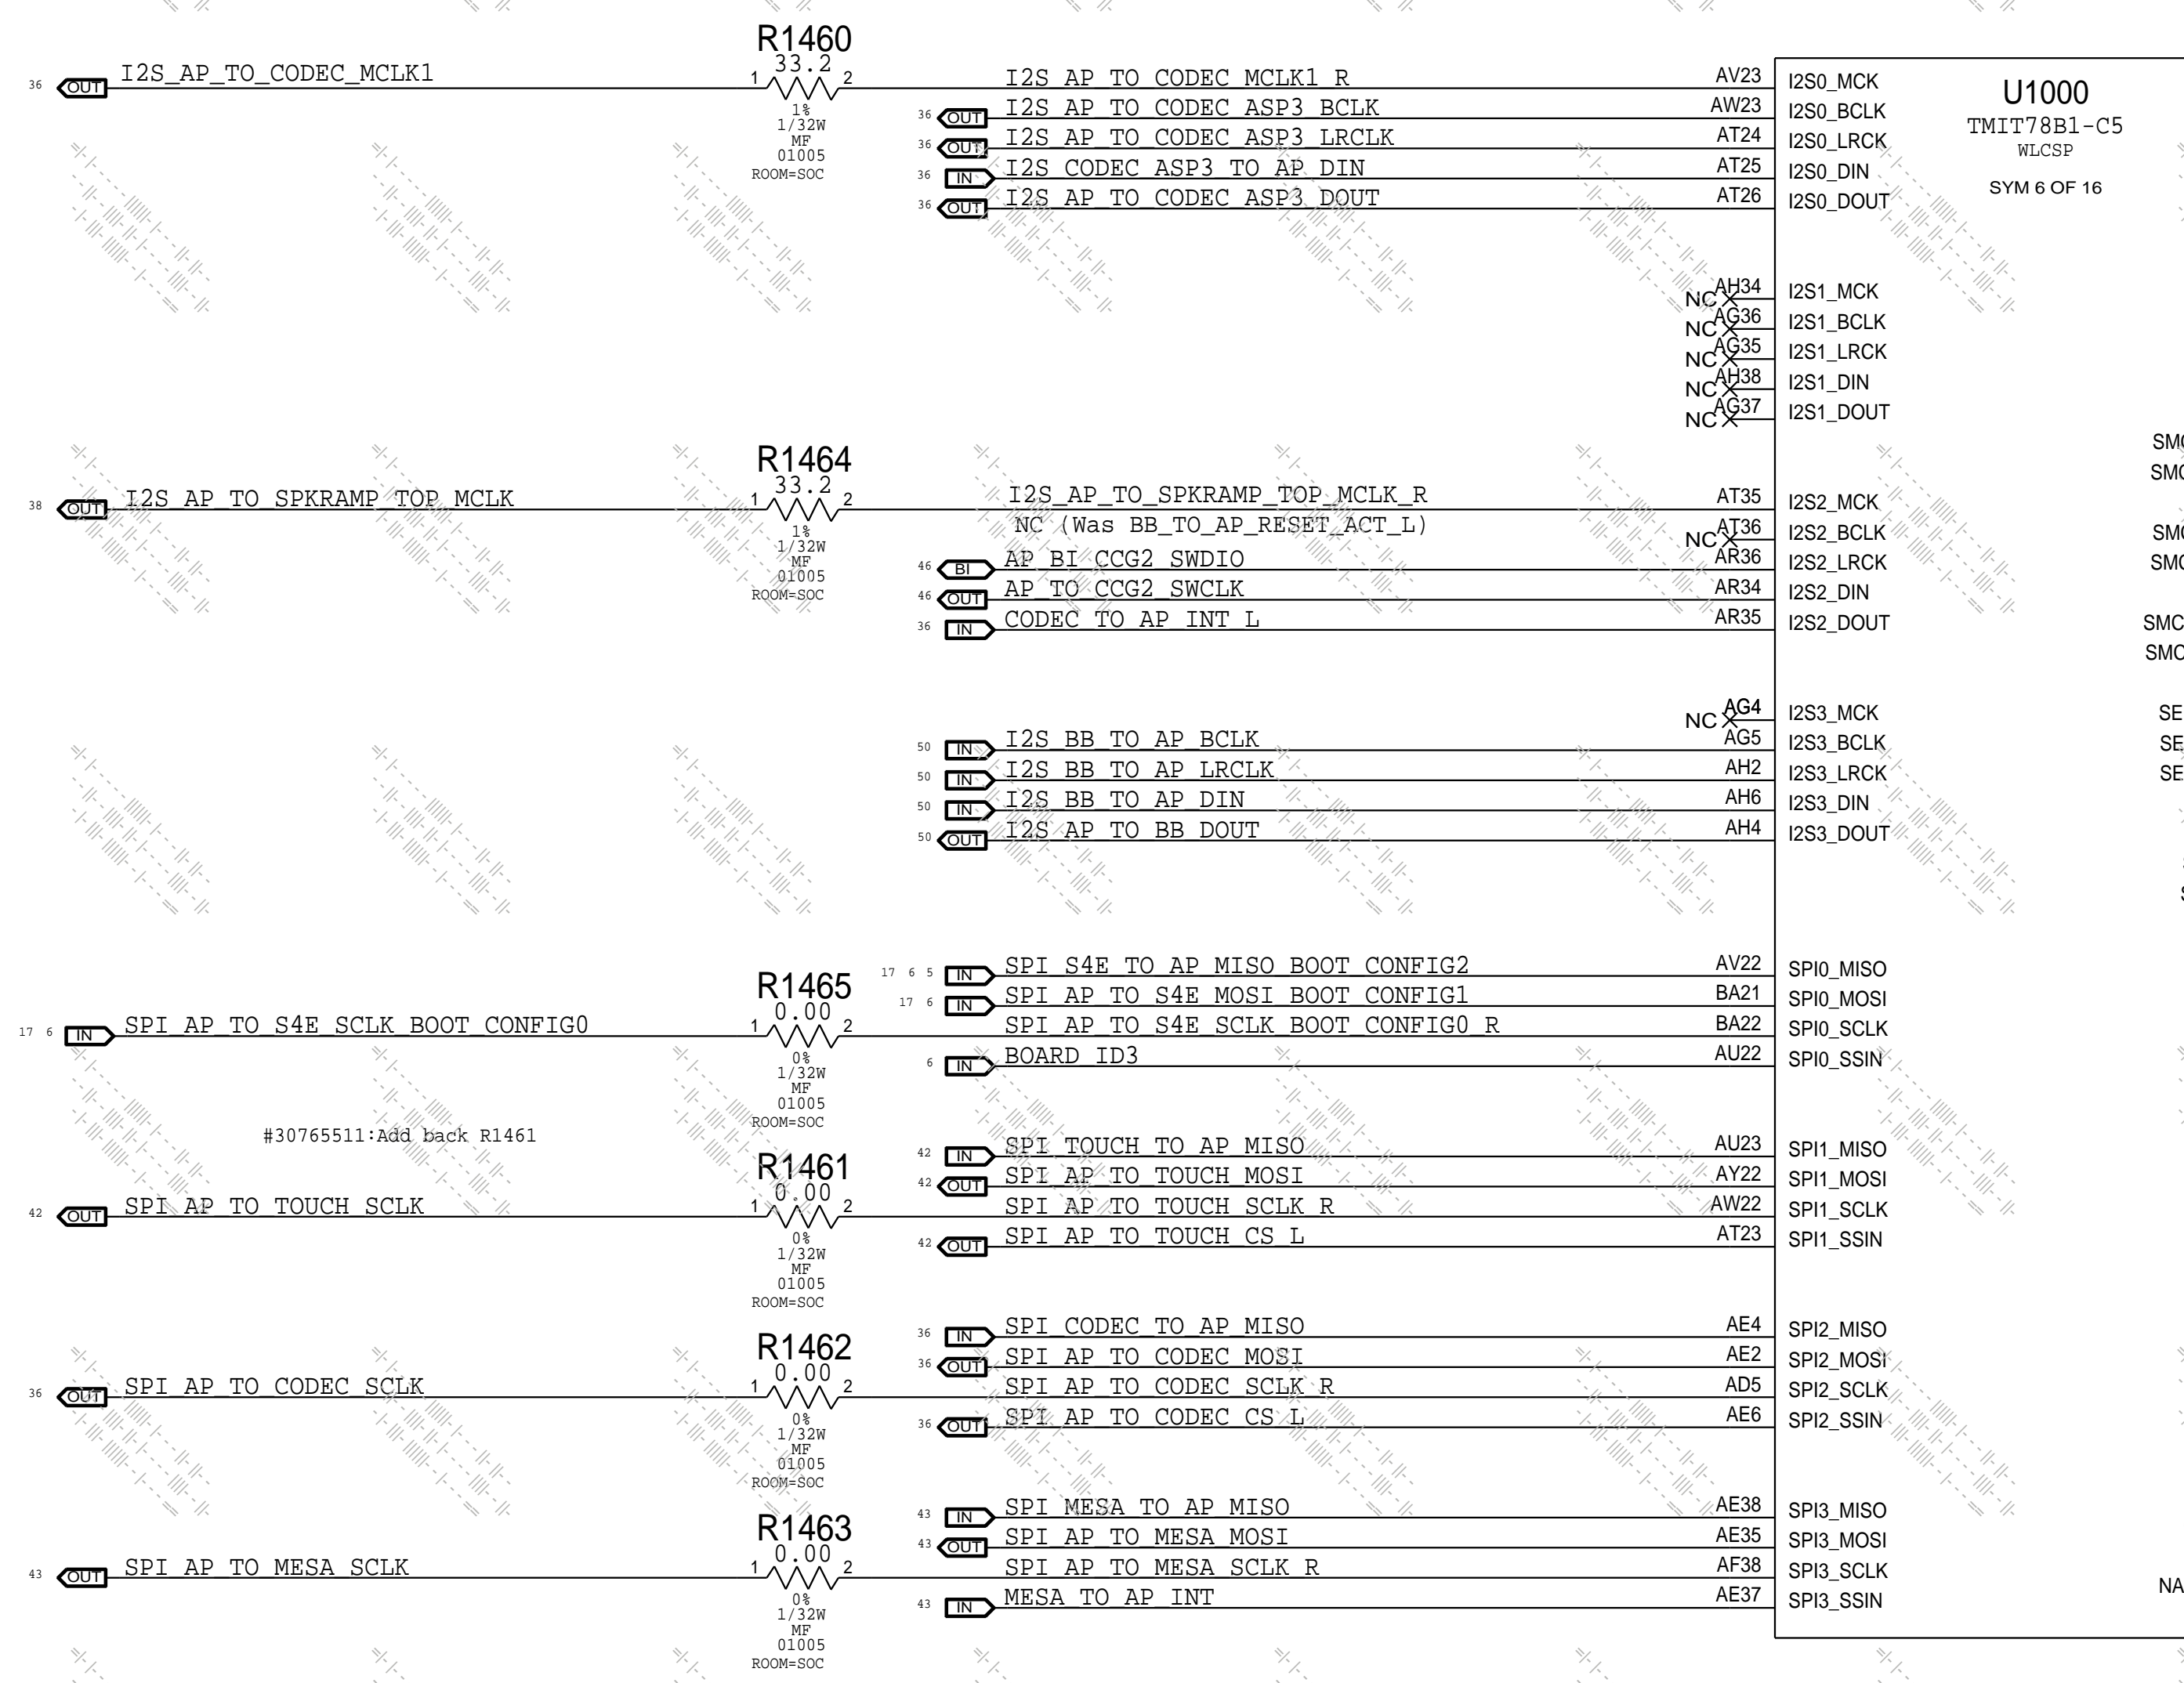 R1460
36 OUT I2S_AP_TO_CODEC_MCLK1 1 33.2 2 I2S_AP_TO_CODEC_MCLK1_R AV23 I2S0_MCK
1%
1/32W
MF
01005
ROOM=SOC
36 OUT I2S_AP_TO_CODEC_ASP3_BCLK AW23 I2S0_BCLK
36 OUT I2S_AP_TO_CODEC_ASP3_LRCLK AT24 I2S0_LRCK
36 IN I2S_CODEC_ASP3_TO_AP_DIN AT25 I2S0_DIN
36 OUT I2S_AP_TO_CODEC_ASP3_DOUT AT26 I2S0_DOUT
U1000
TMIT78B1-C5
WLCSP
SYM 6 OF 16
NC AH34 I2S1_MCK
NC AG36 I2S1_BCLK
NC AG35 I2S1_LRCK
NC AH38 I2S1_DIN
NC AG37 I2S1_DOUT
R1464
38 OUT I2S_AP_TO_SPKRAMP_TOP_MCLK 1 33.2 2 I2S_AP_TO_SPKRAMP_TOP_MCLK_R AT35 I2S2_MCK
1%
1/32W
MF
01005
ROOM=SOC
NC (Was BB_TO_AP_RESET_ACT_L) NC AT36 I2S2_BCLK
46 BI AP_BI_CCG2_SWDIO AR36 I2S2_LRCK
46 OUT AP_TO_CCG2_SWCLK AR34 I2S2_DIN
36 IN CODEC_TO_AP_INT_L AR35 I2S2_DOUT
NC AG4 I2S3_MCK
50 IN I2S_BB_TO_AP_BCLK AG5 I2S3_BCLK
50 IN I2S_BB_TO_AP_LRCLK AH2 I2S3_LRCK
50 IN I2S_BB_TO_AP_DIN AH6 I2S3_DIN
50 OUT I2S_AP_TO_BB_DOUT AH4 I2S3_DOUT
17 6 5 IN SPI_S4E_TO_AP_MISO_BOOT_CONFIG2 AV22 SPI0_MISO
17 6 IN SPI_AP_TO_S4E_MOSI_BOOT_CONFIG1 BA21 SPI0_MOSI
R1465
17 6 IN SPI_AP_TO_S4E_SCLK_BOOT_CONFIG0 1 0.00 2 SPI_AP_TO_S4E_SCLK_BOOT_CONFIG0_R BA22 SPI0_SCLK
0%
1/32W
MF
01005
ROOM=SOC
6 IN BOARD_ID3 AU22 SPI0_SSIN
#30765511:Add back R1461
42 IN SPI_TOUCH_TO_AP_MISO AU23 SPI1_MISO
42 OUT SPI_AP_TO_TOUCH_MOSI AY22 SPI1_MOSI
R1461
42 OUT SPI_AP_TO_TOUCH_SCLK 1 0.00 2 SPI_AP_TO_TOUCH_SCLK_R AW22 SPI1_SCLK
0%
1/32W
MF
01005
ROOM=SOC
42 OUT SPI_AP_TO_TOUCH_CS_L AT23 SPI1_SSIN
36 IN SPI_CODEC_TO_AP_MISO AE4 SPI2_MISO
36 OUT SPI_AP_TO_CODEC_MOSI AE2 SPI2_MOSI
R1462
36 OUT SPI_AP_TO_CODEC_SCLK 1 0.00 2 SPI_AP_TO_CODEC_SCLK_R AD5 SPI2_SCLK
0%
1/32W
MF
01005
ROOM=SOC
36 OUT SPI_AP_TO_CODEC_CS_L AE6 SPI2_SSIN
43 IN SPI_MESA_TO_AP_MISO AE38 SPI3_MISO
43 OUT SPI_AP_TO_MESA_MOSI AE35 SPI3_MOSI
R1463
43 OUT SPI_AP_TO_MESA_SCLK 1 0.00 2 SPI_AP_TO_MESA_SCLK_R AF38 SPI3_SCLK
0%
1/32W
MF
01005
ROOM=SOC
43 IN MESA_TO_AP_INT AE37 SPI3_SSIN